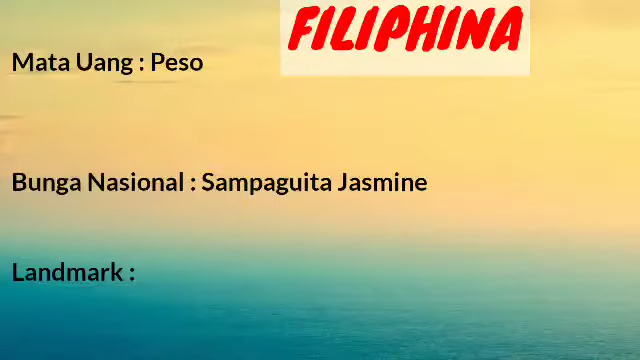 FILIPHINA
Mata Uang : Peso
Bunga Nasional : Sampaguita Jasmine
Landmark :